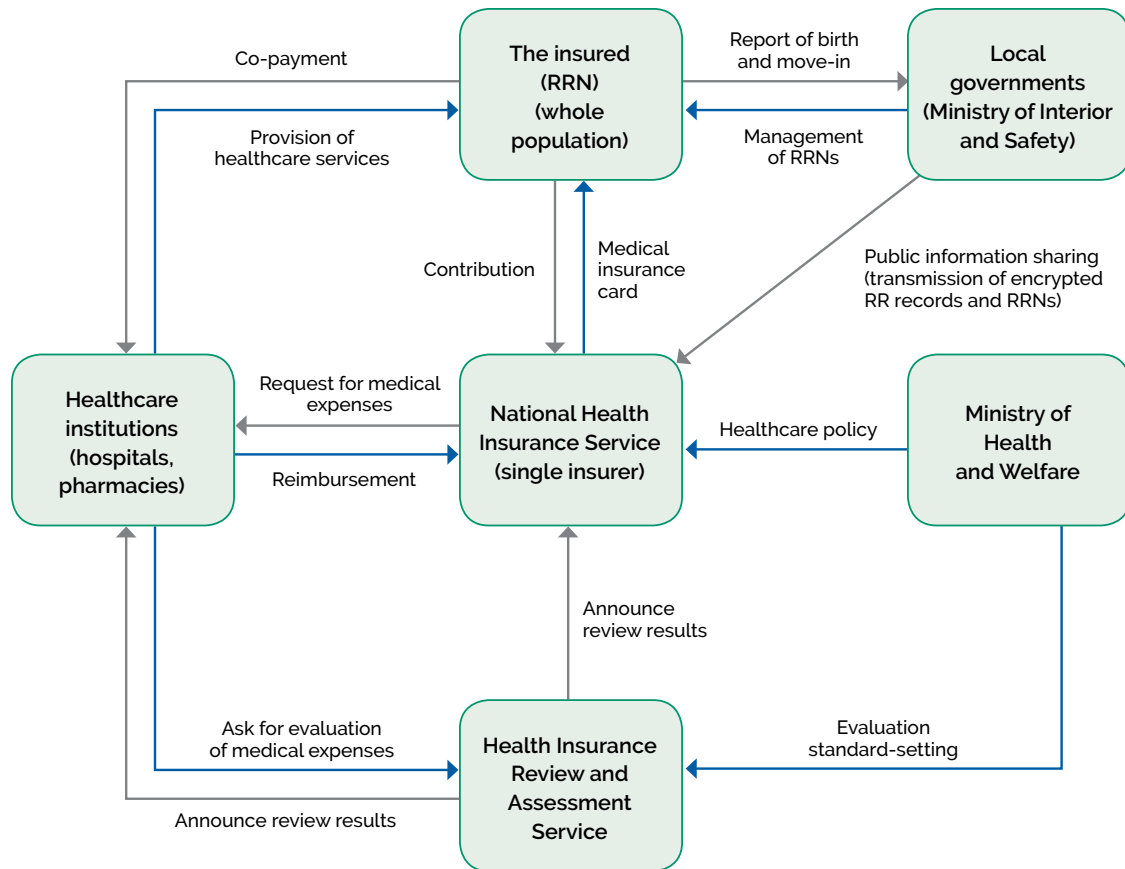 Co-payment
The insured
(RRN)
(whole
population)
Report of birth
and move-in
Local
governments
(Ministry of Interior
and Safety)
Provision of
healthcare services
Management
of RRNs
Contribution
Medical
insurance
card
Public information sharing
(transmission of encrypted
RR records and RRNs)
Healthcare
institutions
(hospitals,
pharmacies)
Request for medical
expenses
Reimbursement
National Health
Insurance Service
(single insurer)
Healthcare policy
Ministry of
Health
and Welfare
Announce
review results
Ask for evaluation
of medical expenses
Health Insurance
Review and
Assessment
Service
Evaluation
standard-setting
Announce review results